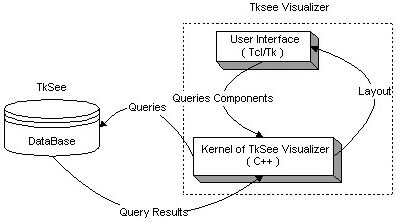 Tksee Visualizer
User Interface
( Tcl/Tk )
TkSee
Queries
Queries Components
Layout
DataBase
Kernel of TkSee Visualizer
( C++ )
Query Results